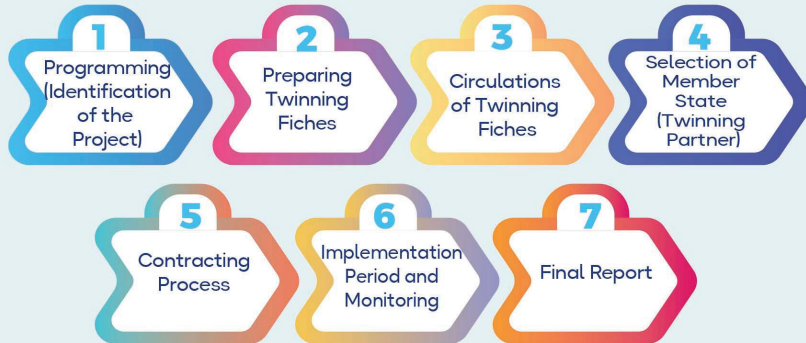 1
Programming
(Identification
of the
Project)
2
Preparing
Twinning
Fiches
3
Circulations
of Twinning
Fiches
4
Selection of
Member
State
(Twinning
Partner)
5
Contracting
Process
6
Implementation
Period and
Monitoring
7
Final Report